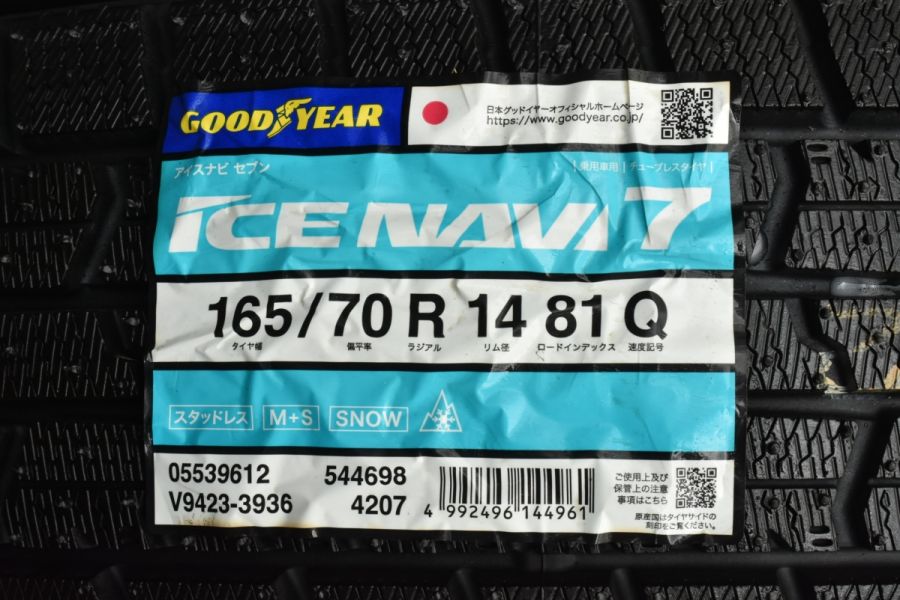 GOODYEAR
日本グッドイヤーオフィシャルホームページ
https://www.goodyear.co.jp/
アイスナビ セブン
乗用車用 | チューブレスタイヤ
ICE NAVI 7
165/70 R 14 81 Q
タイヤ幅 偏平率 ラジアル リム径 ロードインデックス 速度記号
スタッドレス M+S SNOW
05539612 544698
V9423-3936 4207
4 992496 144961
ご使用上及び
保管上の注意
事項はこちら
原産国はタイヤサイドの
刻印をご覧ください。